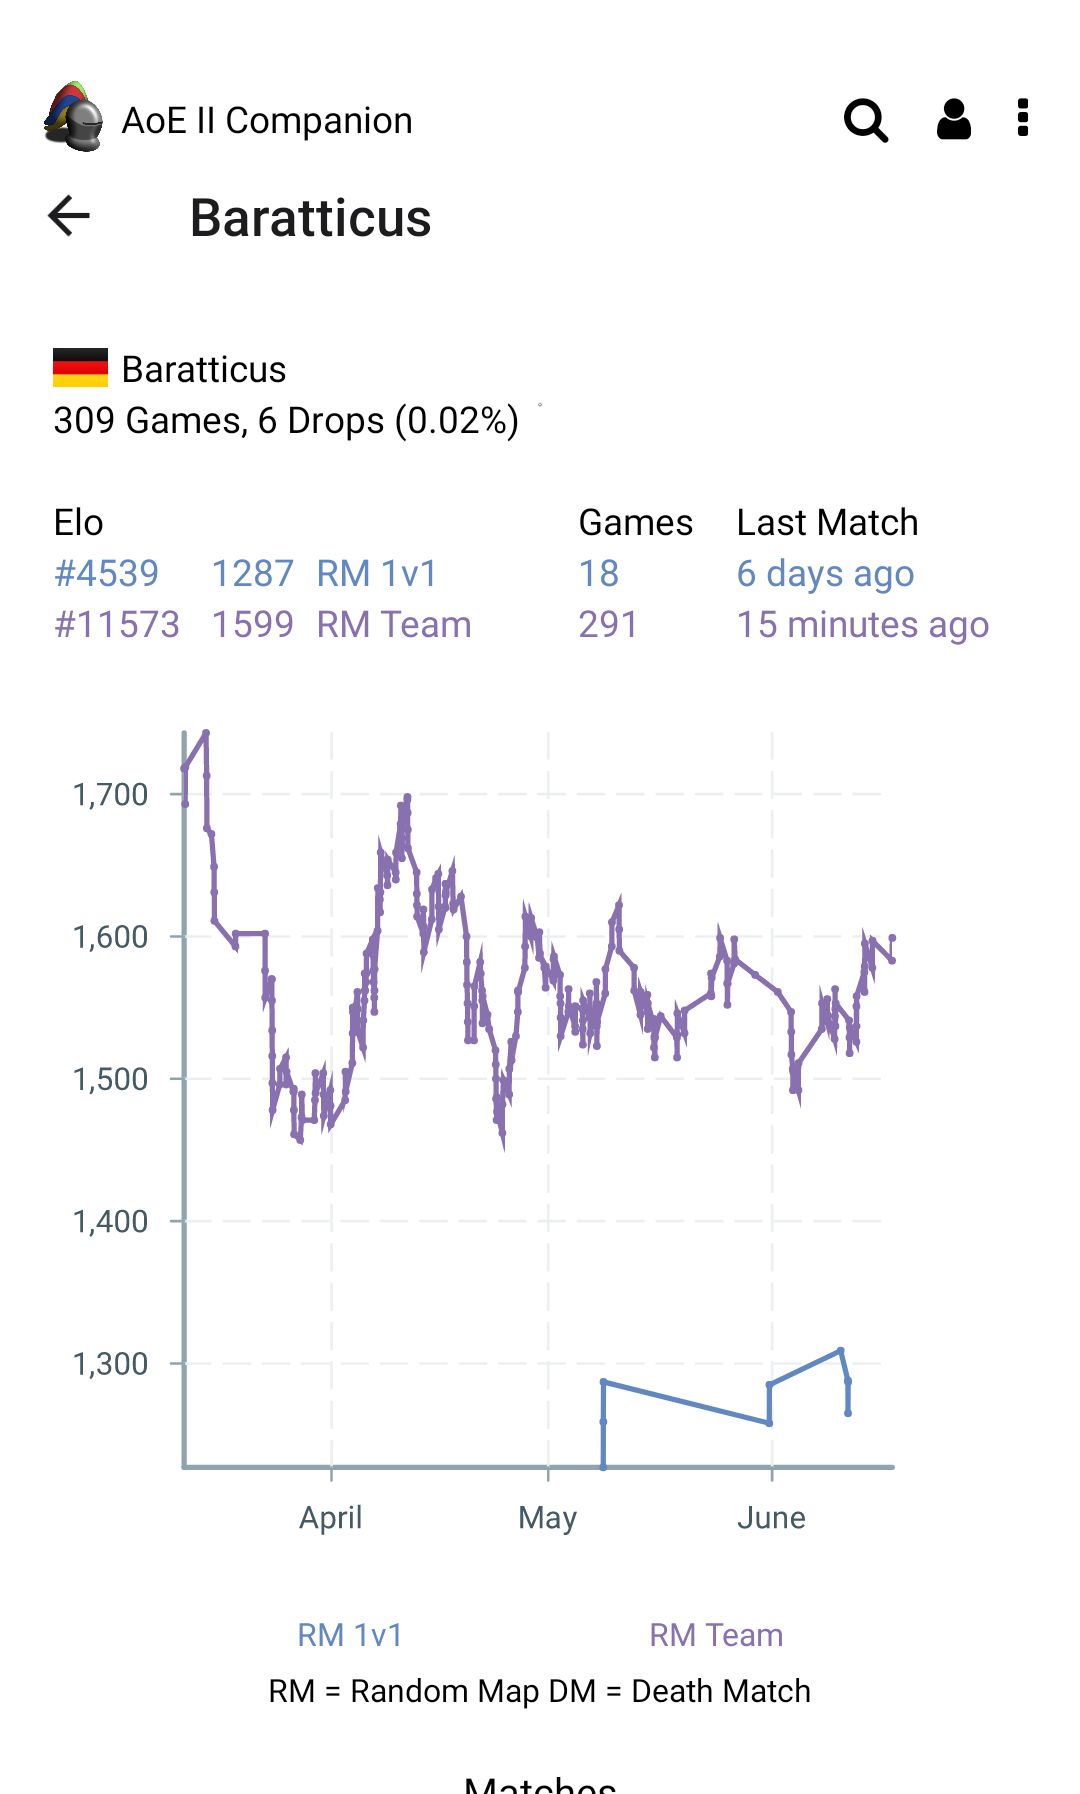 AoE II Companion
Baratticus
Baratticus
309 Games, 6 Drops (0.02%)
Elo Games Last Match
#4539 1287 RM 1v1 18 6 days ago
#11573 1599 RM Team 291 15 minutes ago
1,700
1,600
1,500
1,400
1,300
April May June
RM 1v1 RM Team
RM = Random Map DM = Death Match
Matches